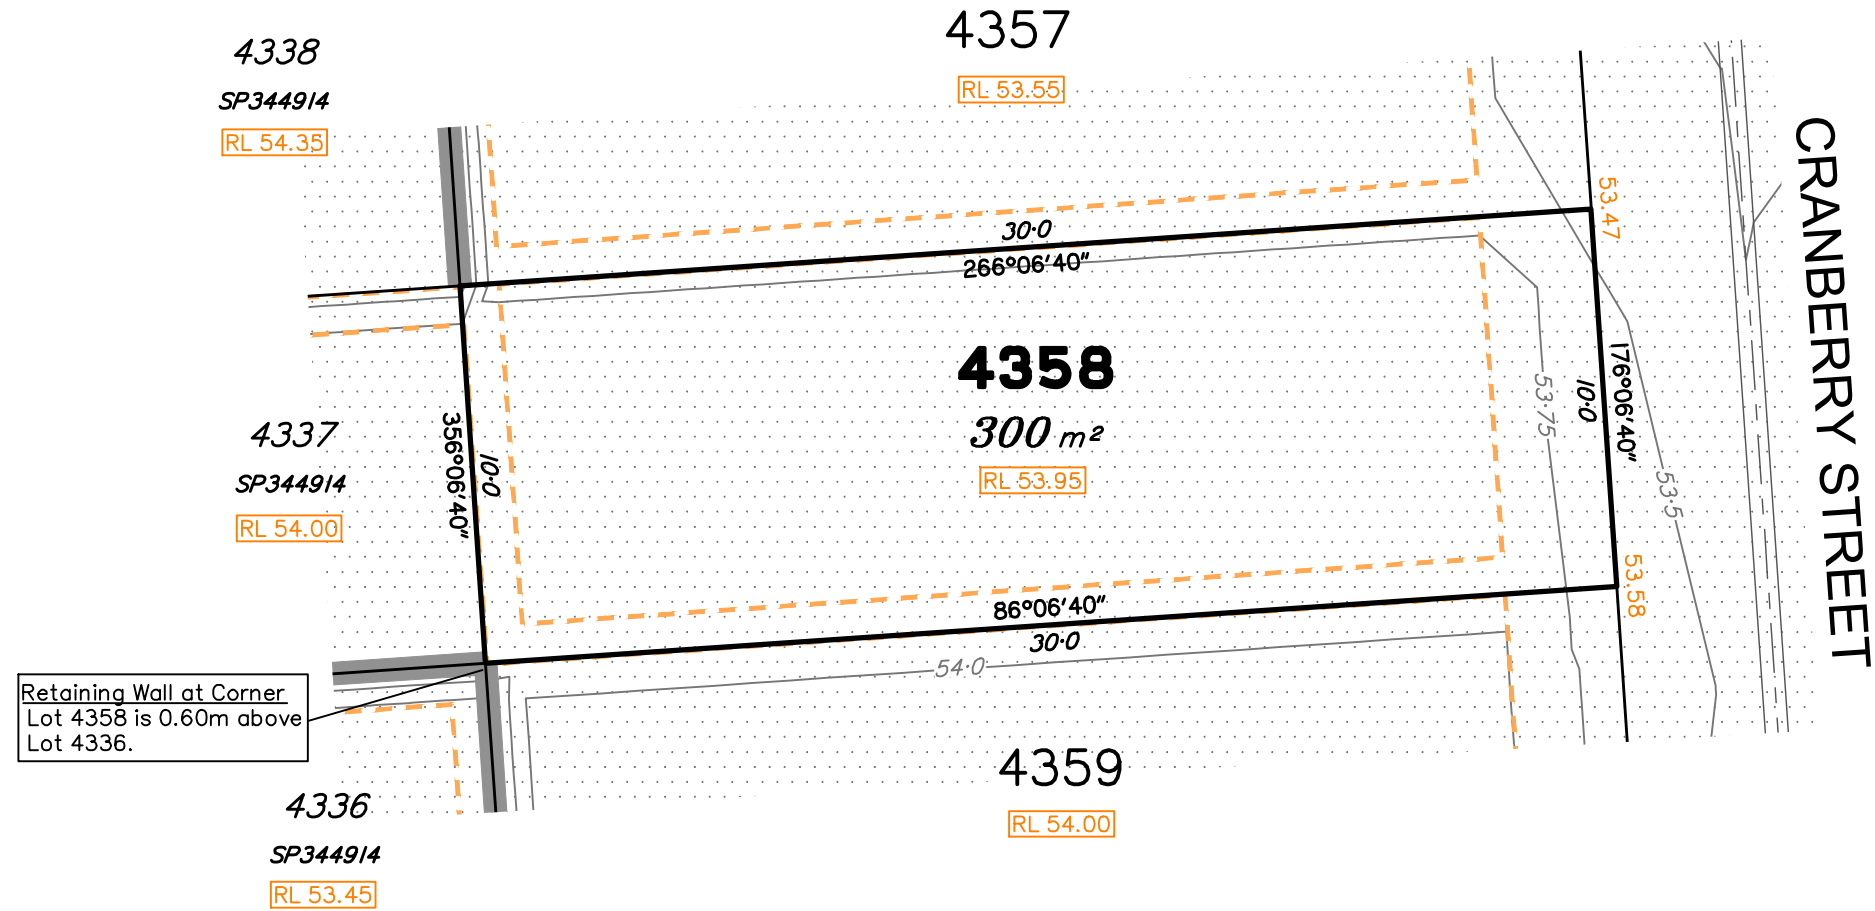 4357
RL 53.55
4338
SP344914
RL 54.35
CRANBERRY STREET
53.47
30·0
266°06'40"
4358
300 m²
RL 53.95
176°06'40"
10·0
53·75
53·5
4337
SP344914
RL 54.00
356°06'40"
10·0
53.58
86°06'40"
30·0
54·0
Retaining Wall at Corner
Lot 4358 is 0.60m above
Lot 4336.
4359
RL 54.00
4336
SP344914
RL 53.45